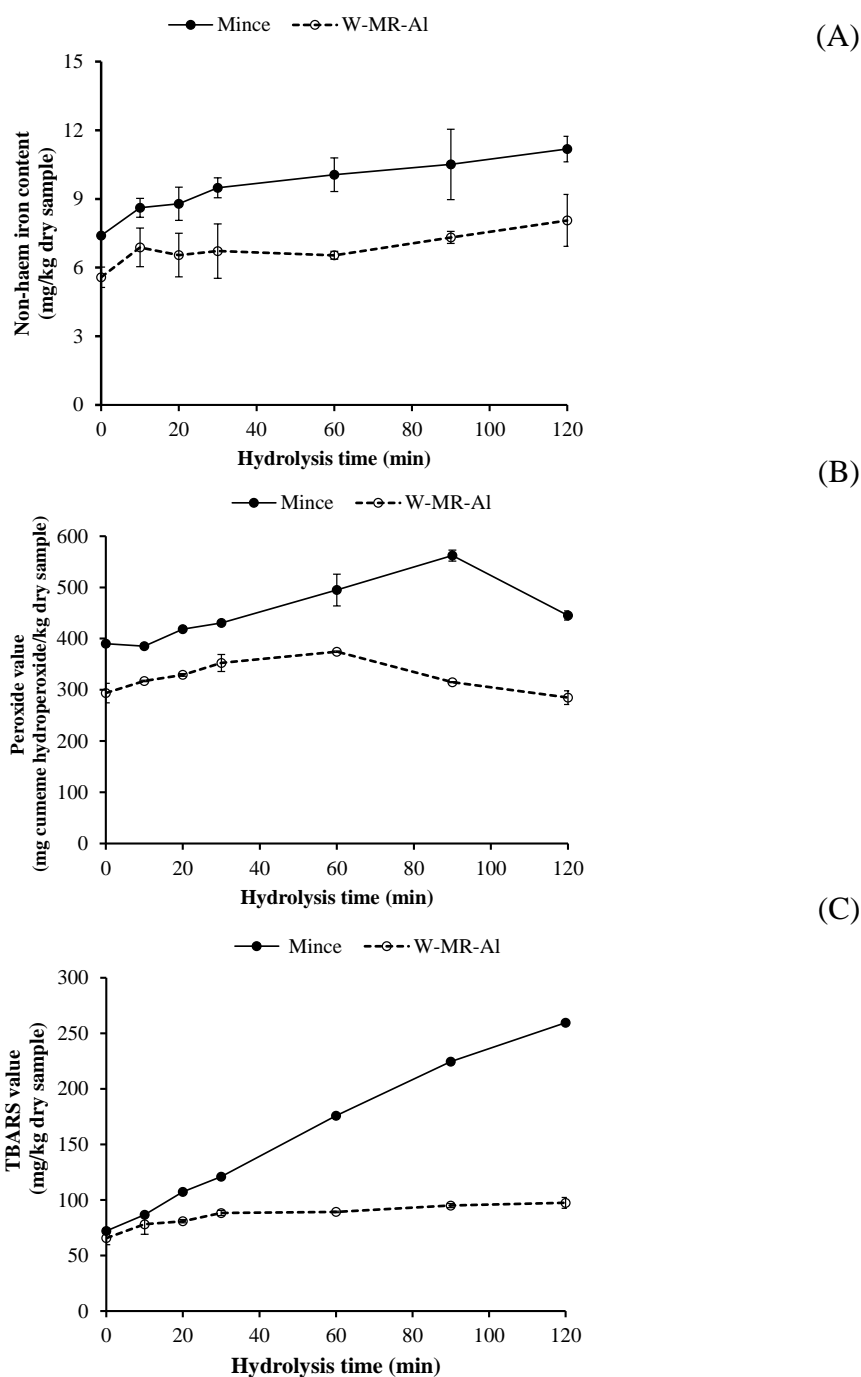 Mince W-MR-Al
(A)
15
12
9
6
3
0
Non-haem iron content
(mg/kg dry sample)
0 20 40 60 80 100 120
Hydrolysis time (min)
(B)
Mince W-MR-Al
600
500
400
300
200
100
0
Peroxide value
(mg cumeme hydroperoxide/kg dry sample)
0 20 40 60 80 100 120
Hydrolysis time (min)
(C)
Mince W-MR-Al
300
250
200
150
100
50
0
TBARS value
(mg/kg dry sample)
0 20 40 60 80 100 120
Hydrolysis time (min)